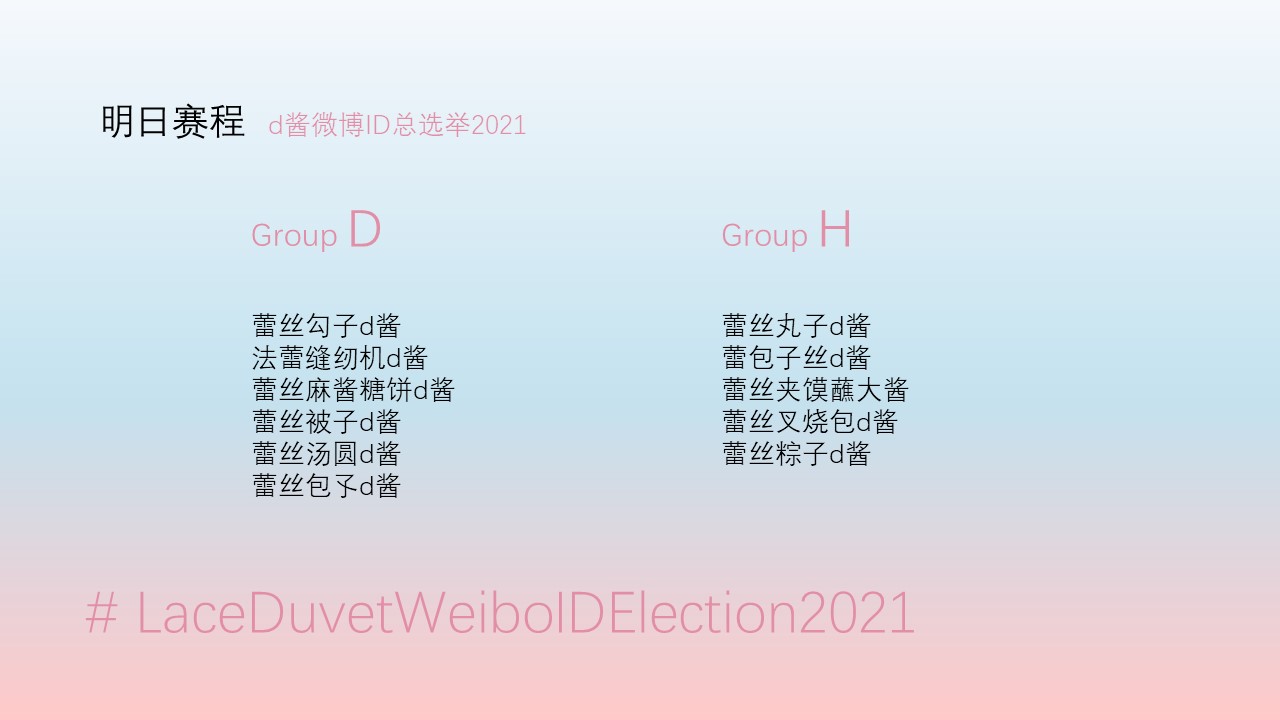 明日赛程 d酱微博ID总选举2021
Group D
蕾丝勾子d酱
法蕾缝纫机d酱
蕾丝麻酱糖饼d酱
蕾丝被子d酱
蕾丝汤圆d酱
蕾丝包孓d酱
Group H
蕾丝丸子d酱
蕾包子丝d酱
蕾丝夹馍蘸大酱
蕾丝叉烧包d酱
蕾丝粽子d酱
# LaceDuvetWeiboIDElection2021